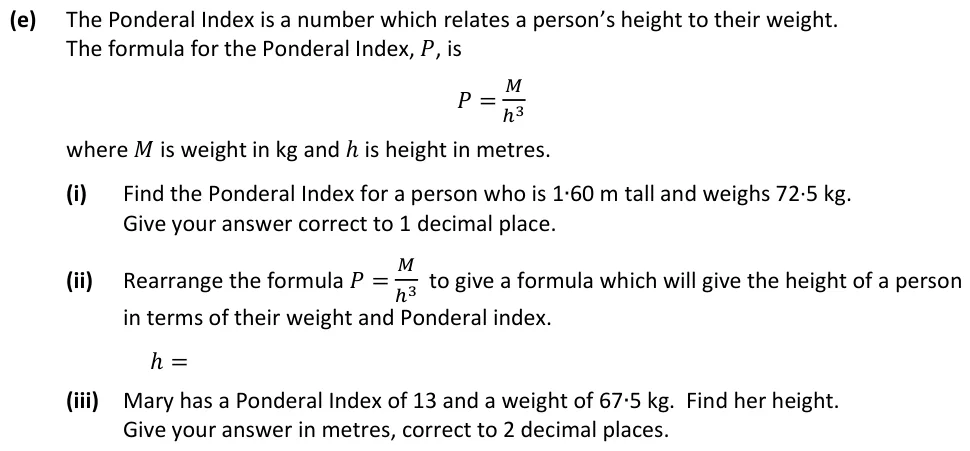 (e) The Ponderal Index is a number which relates a person’s height to their weight.
The formula for the Ponderal Index, P, is
P = M/h³
where M is weight in kg and h is height in metres.
(i) Find the Ponderal Index for a person who is 1·60 m tall and weighs 72·5 kg.
Give your answer correct to 1 decimal place.
(ii) Rearrange the formula P = M/h³ to give a formula which will give the height of a person
in terms of their weight and Ponderal index.
h =
(iii) Mary has a Ponderal Index of 13 and a weight of 67·5 kg. Find her height.
Give your answer in metres, correct to 2 decimal places.